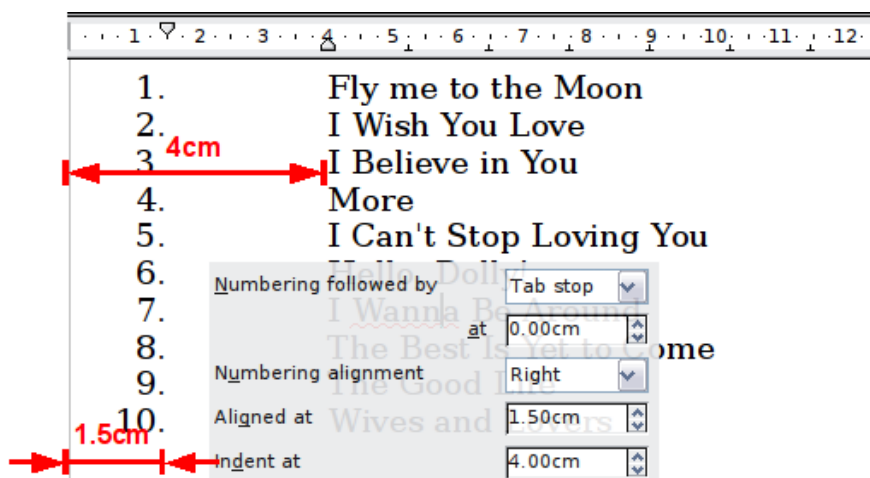 1 2 3 4 5 6 7 8 9 10 11 12
1. Fly me to the Moon
2. I Wish You Love
4cm
3 I Believe in You
4. More
5. I Can't Stop Loving You
6. Hello, Dolly!
Numbering followed by Tab stop
7. I Wanna Be Around
at 0.00cm
8. The Best Is Yet to Come
Numbering alignment Right
9. The Good Life
Aligned at 1.50cm
10. Wives and Lovers
1.5cm
Indent at 4.00cm